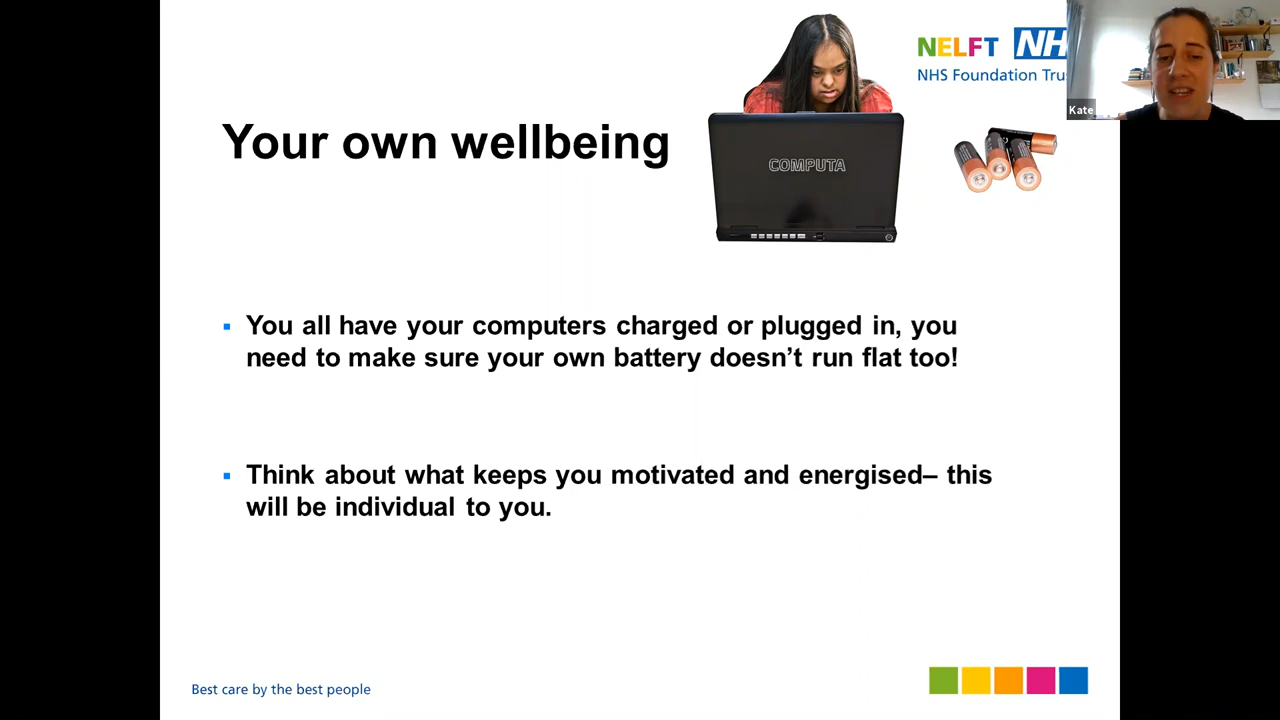 NELFT NH
NHS Foundation Trus
Kate
Your own wellbeing
COMPUTA
You all have your computers charged or plugged in, you
need to make sure your own battery doesn’t run flat too!
Think about what keeps you motivated and energised– this
will be individual to you.
Best care by the best people